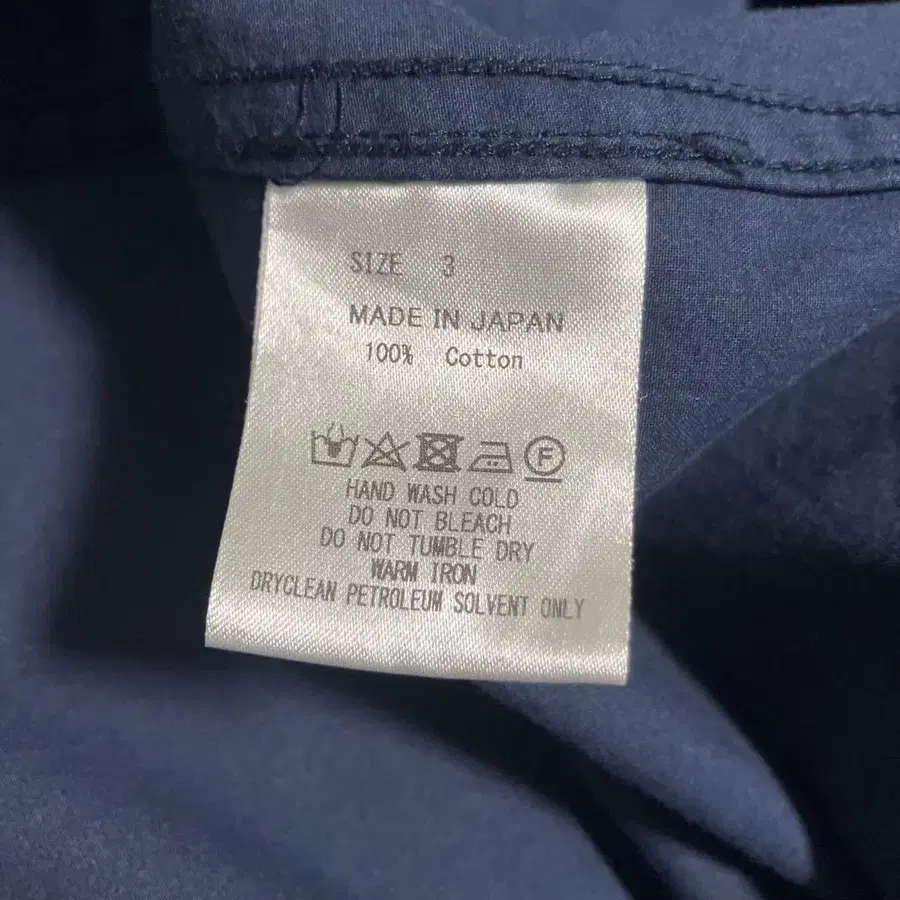 SIZE 3
MADE IN JAPAN
100% Cotton
F
HAND WASH COLD
DO NOT BLEACH
DO NOT TUMBLE DRY
WARM IRON
DRYCLEAN PETROLEUM SOLVENT ONLY